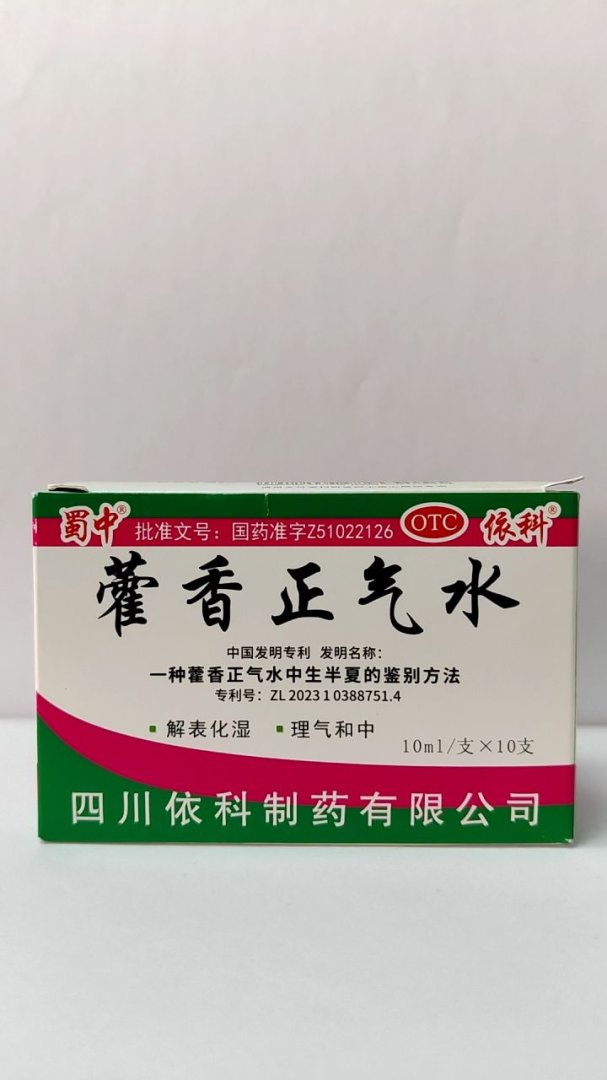 蜀中® 批准文号：国药准字Z51022126 OTC 依科®
藿香正气水
中国发明专利 发明名称：
一种藿香正气水中生半夏的鉴别方法
专利号：ZL 2023 1 0388751.4
▪ 解表化湿 ▪ 理气和中
10ml/支×10支
四川依科制药有限公司